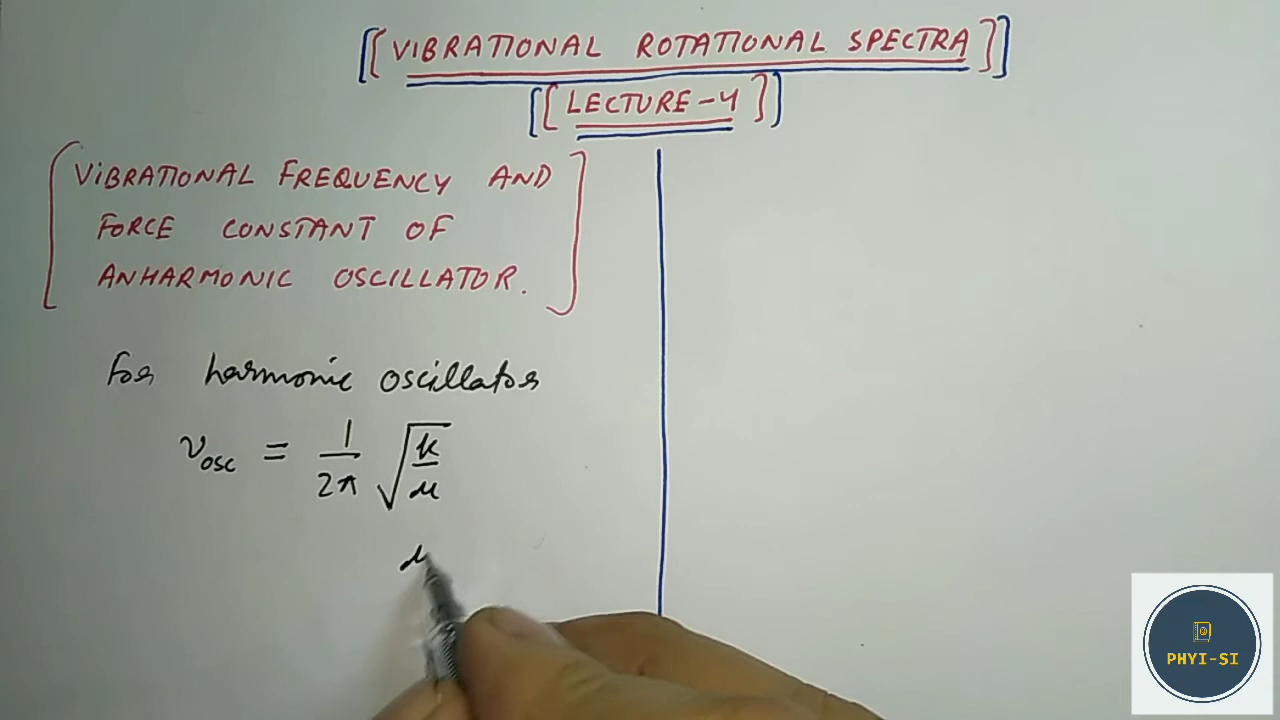 [[VIBRATIONAL ROTATIONAL SPECTRA]]
[[LECTURE-4]]
[VIBRATIONAL FREQUENCY AND
FORCE CONSTANT OF
ANHARMONIC OSCILLATOR.]
For harmonic oscillator
ν_osc = 1/2π √(k/μ)
μ
PHYI-SI